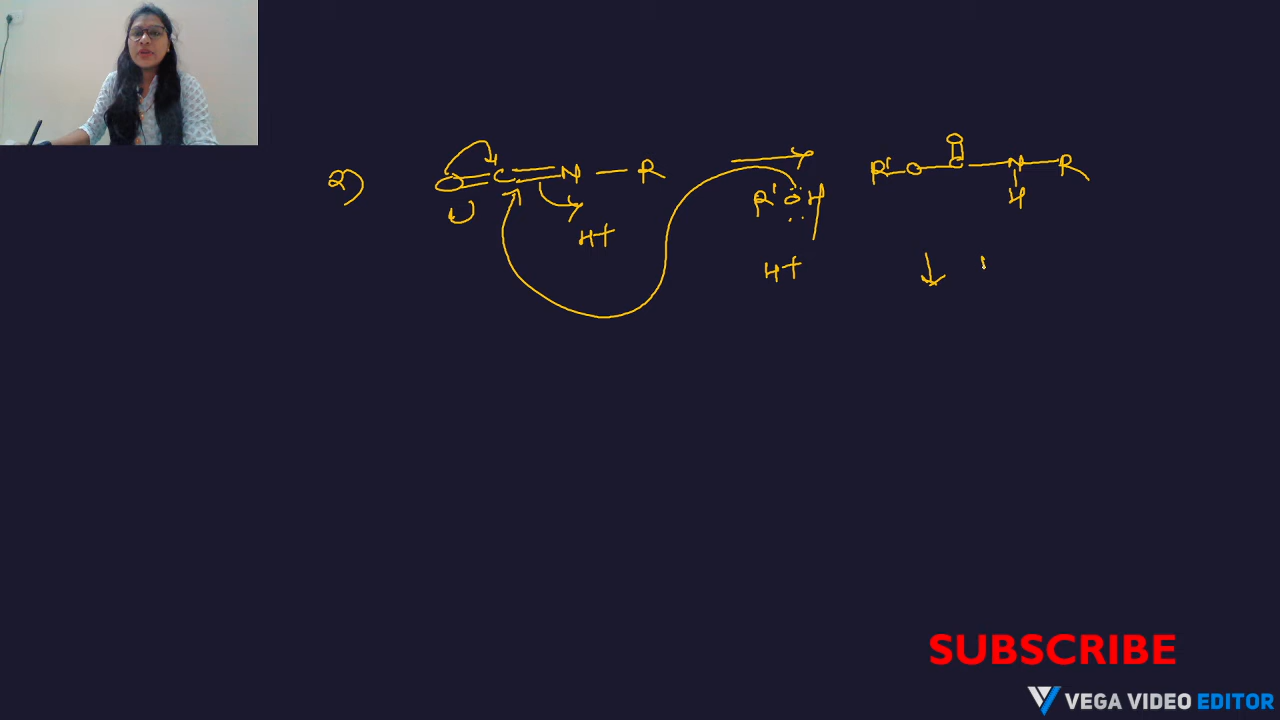 2) O=C=N-R → R'-O-C-N-R
O
R'OH
H
H+
H+
↓
SUBSCRIBE
VEGA VIDEO EDITOR